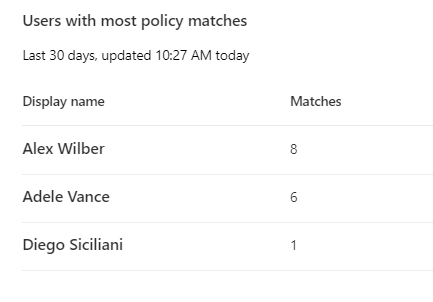 Users with most policy matches
Last 30 days, updated 10:27 AM today
Display name Matches
Alex Wilber 8
Adele Vance 6
Diego Siciliani 1